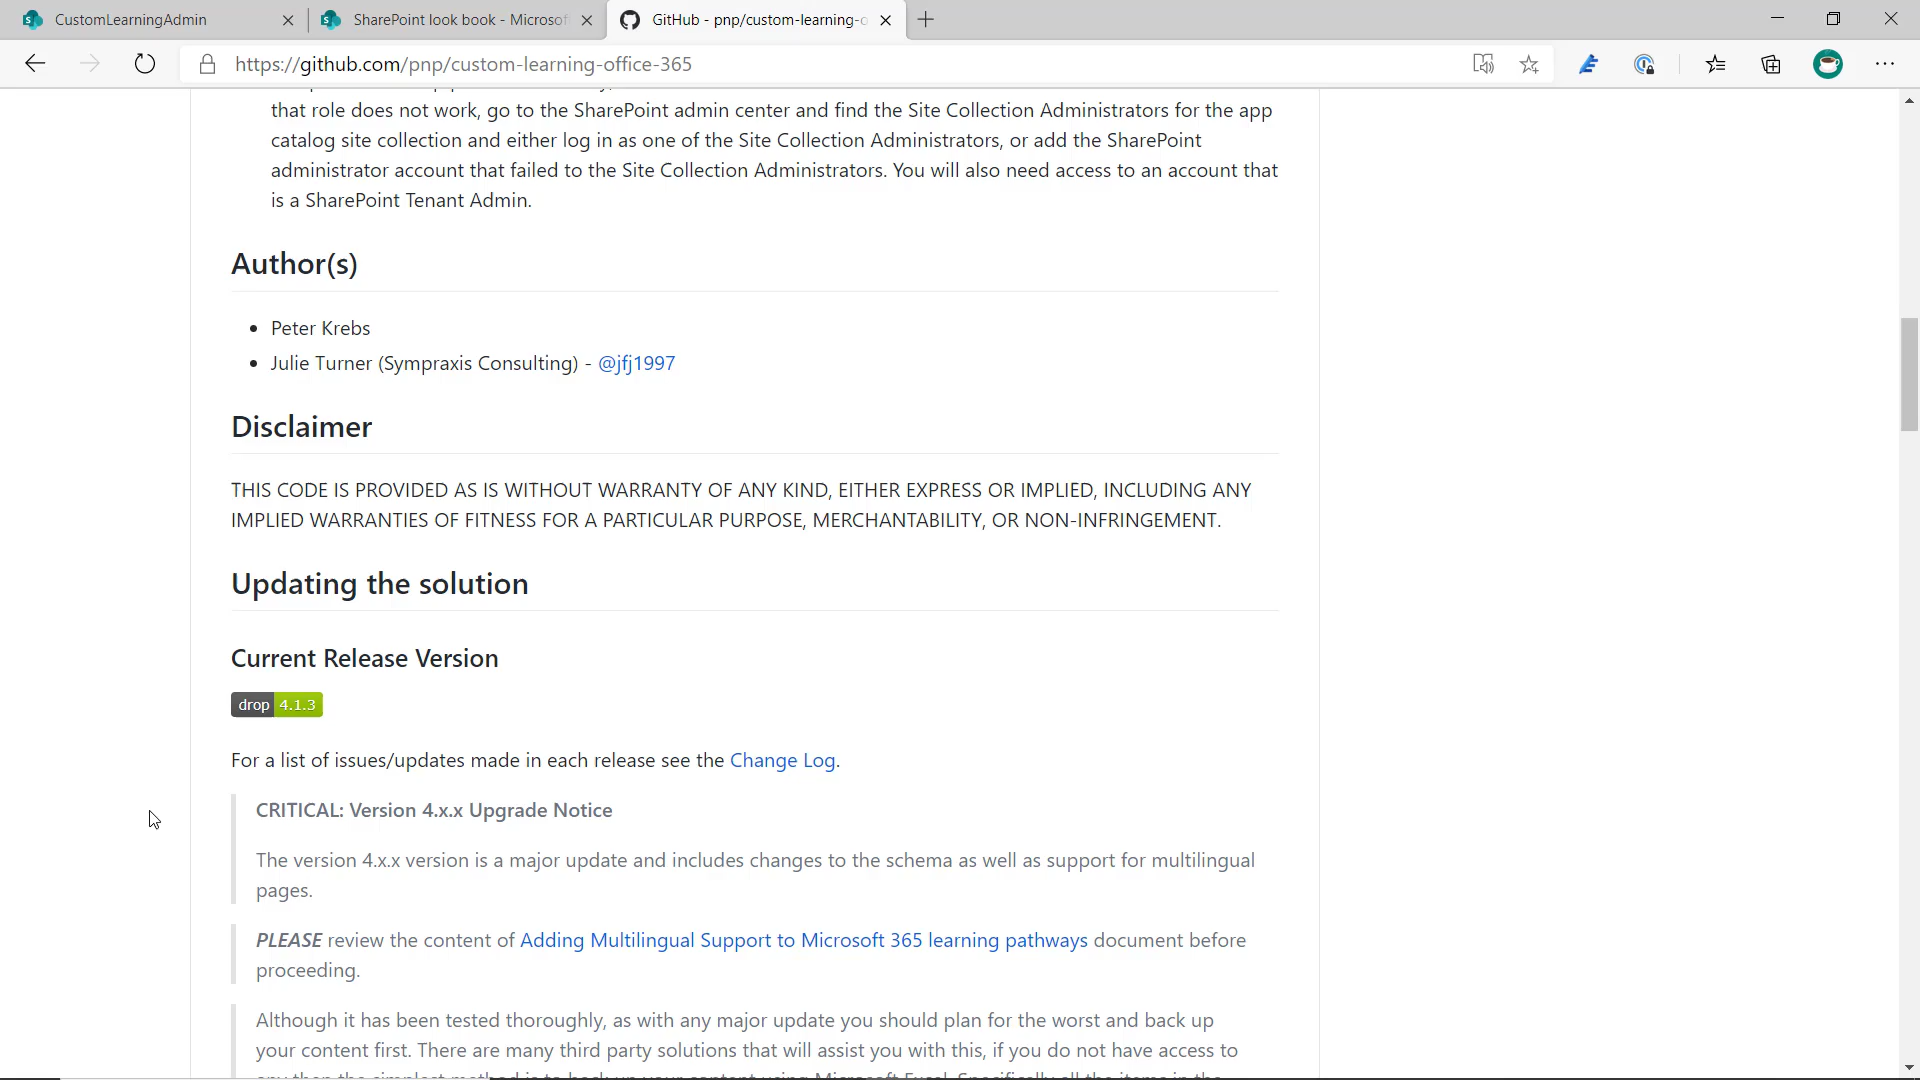 CustomLearningAdmin
SharePoint look book - Microsof
GitHub - pnp/custom-learning-o
https://github.com/pnp/custom-learning-office-365
that role does not work, go to the SharePoint admin center and find the Site Collection Administrators for the app
catalog site collection and either log in as one of the Site Collection Administrators, or add the SharePoint
administrator account that failed to the Site Collection Administrators. You will also need access to an account that
is a SharePoint Tenant Admin.
Author(s)
• Peter Krebs
• Julie Turner (Sympraxis Consulting) - @jfj1997
Disclaimer
THIS CODE IS PROVIDED AS IS WITHOUT WARRANTY OF ANY KIND, EITHER EXPRESS OR IMPLIED, INCLUDING ANY
IMPLIED WARRANTIES OF FITNESS FOR A PARTICULAR PURPOSE, MERCHANTABILITY, OR NON-INFRINGEMENT.
Updating the solution
Current Release Version
drop 4.1.3
For a list of issues/updates made in each release see the Change Log.
CRITICAL: Version 4.x.x Upgrade Notice
The version 4.x.x version is a major update and includes changes to the schema as well as support for multilingual
pages.
PLEASE review the content of Adding Multilingual Support to Microsoft 365 learning pathways document before
proceeding.
Although it has been tested thoroughly, as with any major update you should plan for the worst and back up
your content first. There are many third party solutions that will assist you with this, if you do not have access to